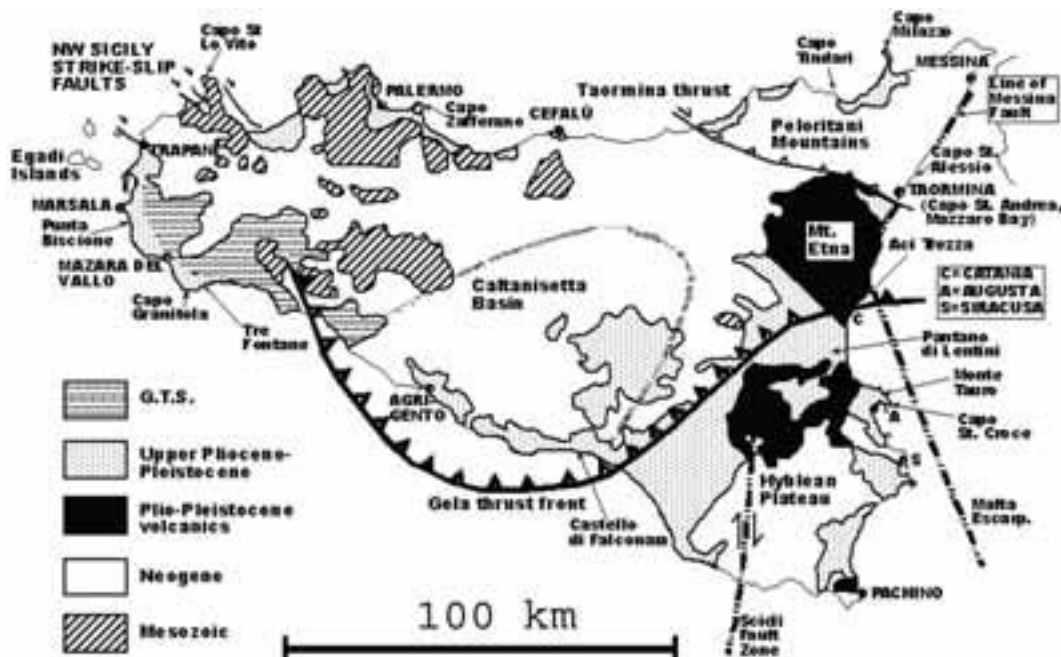 Capo St
Lo Vito
NW SICILY
STRIKE-SLIP
FAULTS
Capo
Milazzo
Capo
Tindari
MESSINA
PALERMO
Capo
Zafferano
CEFALÙ
Taormina thrust
Line of
Messina
Fault
Peloritani
Mountains
Egadi
Islands
TRAPANI
Capo St.
Alessio
MARSALA
TAORMINA
(Capo St. Andrea,
Mazzaro Bay)
Punta
Biscione
Mt.
Etna
Aci Trezza
MAZARA DEL
VALLO
Capo
Granitola
Tre
Fontane
Caltanisetta
Basin
C=CATANIA
A=AUGUSTA
S=SIRACUSA
C
Pantano
di Lentini
Monte
Tauro
AGRI-
GENTO
A
Capo
St. Croce
S
G.T.S.
Upper Pliocene-
Pleistocene
Hyblean
Plateau
Gela thrust front
Plio-Pleistocene
volcanics
Castello
di Falconara
Malta
Escarp.
Neogene
PACHINO
100 km
Scicli
Fault
Zone
Mesozoic